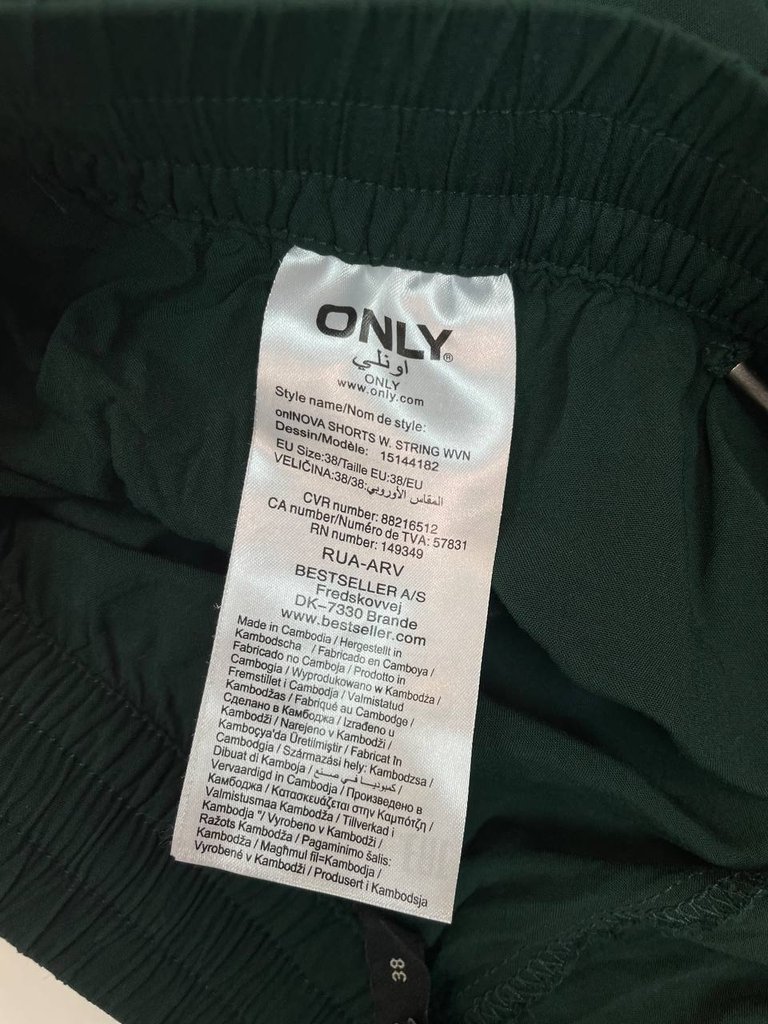 ONLY®
اونلي
ONLY
www.only.com
Style name/Nom de style:
onlNOVA SHORTS W. STRING WVN
Dessin/Modèle: 15144182
EU Size:38/Taille EU:38/EU
VELIČINA:38/38:المقاس الأوروبي
CVR number: 88216512
CA number/Numéro de TVA: 57831
RN number: 149349
RUA-ARV
BESTSELLER A/S
Fredskovvej
DK-7330 Brande
www.bestseller.com
Made in Cambodia / Hergestellt in
Kambodscha / Fabricado en Camboya /
Fabricado no Camboja / Prodotto in
Cambogia / Wyprodukowano w Kambodża /
Fremstillet i Cambodja / Valmistatud
Kambodžas / Fabriqué au Cambodge /
Сделано в Камбоджа / Izrađeno u
Kambodži / Narejeno v Kambodži /
Kamboçya'da Üretilmiştir / Fabricat în
Cambodgia / Származási hely: Kambodzsa /
Dibuat di Kamboja / كمبوديا في صنع /
Vervaardigd in Cambodja / Произведено в
Камбоджа / Κατασκευάζεται στην Καμπότζη /
Valmistusmaa Kambodža / Tillverkad i
Kambodja "/ Vyrobeno v Kambodži /
Ražots Kambodža / Pagaminimo šalis:
Kambodža / Magħmul fil=Kambodja /
Vyrobené v Kambodži / Produsert i Kambodsja
38